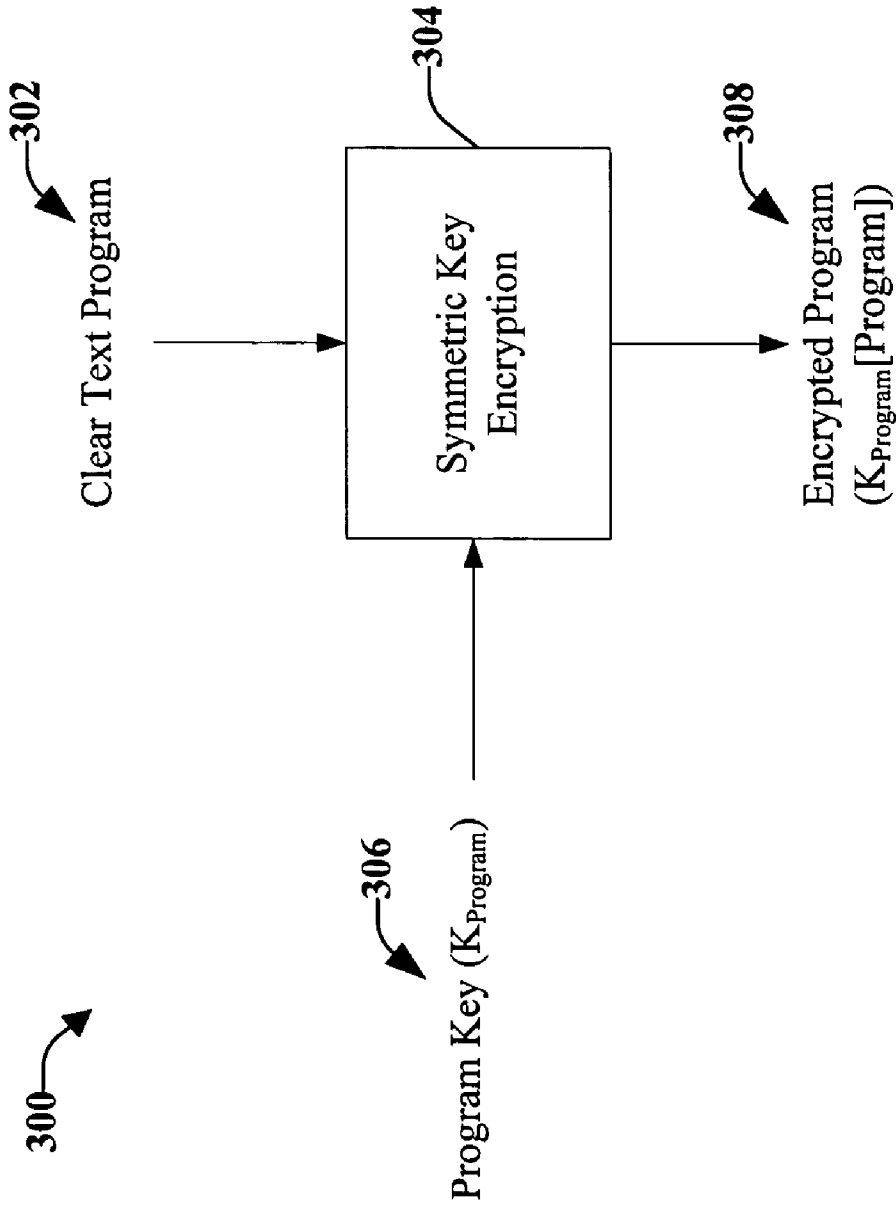 300
302
Clear Text Program
306
Program Key (K_Program)
304
Symmetric Key
Encryption
308
Encrypted Program
(K_Program[Program])